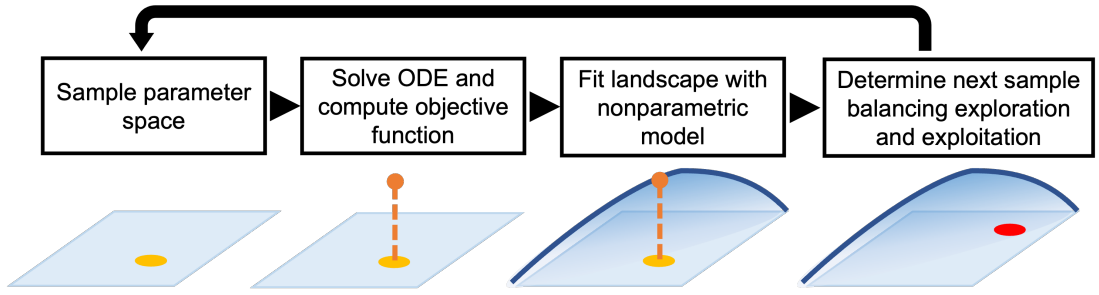 Sample parameter
space
Solve ODE and
compute objective
function
Fit landscape with
nonparametric
model
Determine next sample
balancing exploration
and exploitation